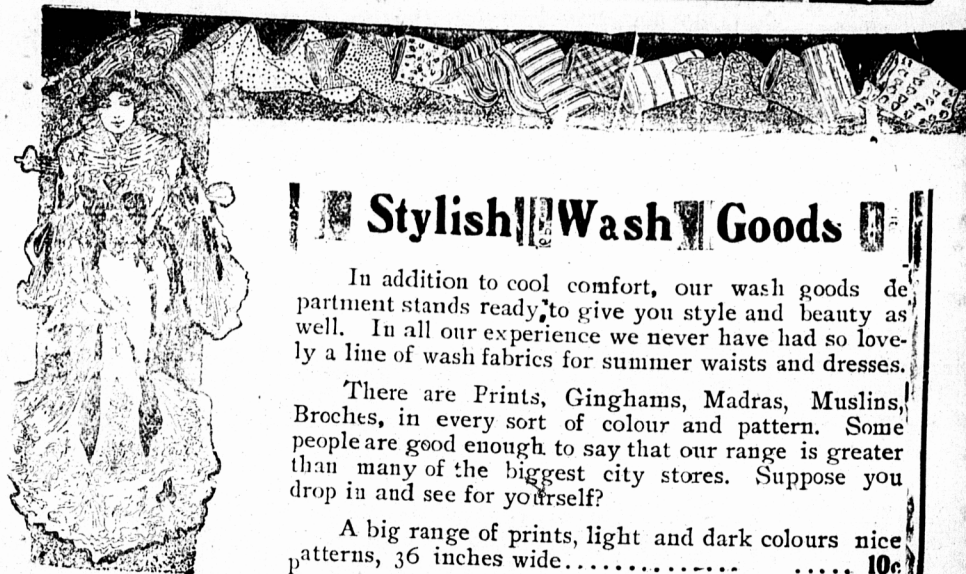 Stylish Wash Goods
In addition to cool comfort, our wash goods de
partment stands ready to give you style and beauty as
well. In all our experience we never have had so love-
ly a line of wash fabrics for summer waists and dresses.
There are Prints, Ginghams, Madras, Muslins,
Broches, in every sort of colour and pattern. Some
people are good enough to say that our range is greater
than many of the biggest city stores. Suppose you
drop in and see for yourself?
A big range of prints, light and dark colours nice
patterns, 36 inches wide.................. ..... 10c